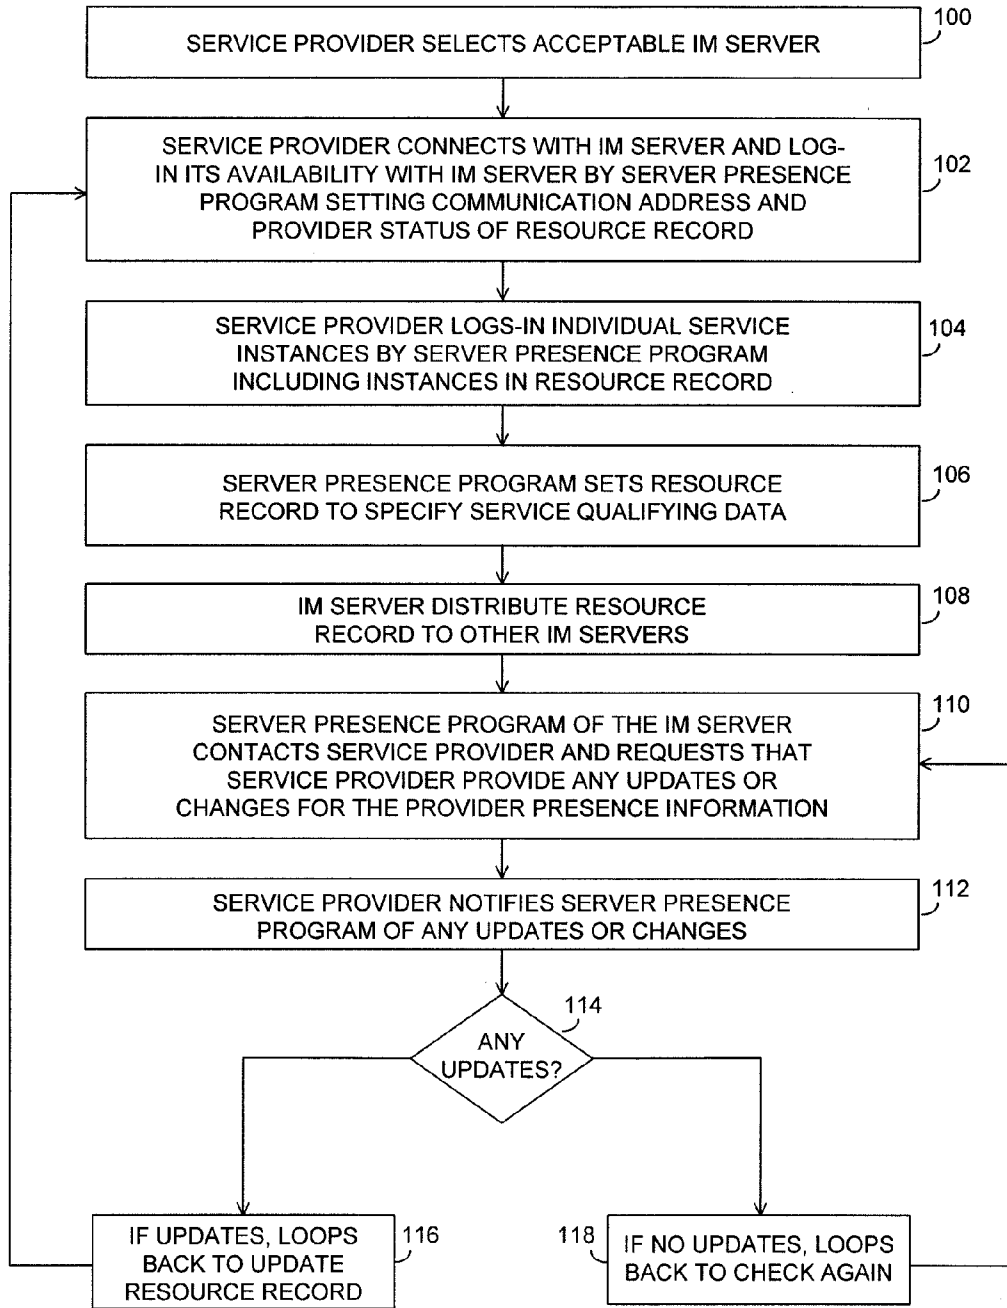 SERVICE PROVIDER SELECTS ACCEPTABLE IM SERVER
100
SERVICE PROVIDER CONNECTS WITH IM SERVER AND LOG-
IN ITS AVAILABILITY WITH IM SERVER BY SERVER PRESENCE
PROGRAM SETTING COMMUNICATION ADDRESS AND
PROVIDER STATUS OF RESOURCE RECORD
102
SERVICE PROVIDER LOGS-IN INDIVIDUAL SERVICE
INSTANCES BY SERVER PRESENCE PROGRAM
INCLUDING INSTANCES IN RESOURCE RECORD
104
SERVER PRESENCE PROGRAM SETS RESOURCE
RECORD TO SPECIFY SERVICE QUALIFYING DATA
106
IM SERVER DISTRIBUTE RESOURCE
RECORD TO OTHER IM SERVERS
108
SERVER PRESENCE PROGRAM OF THE IM SERVER
CONTACTS SERVICE PROVIDER AND REQUESTS THAT
SERVICE PROVIDER PROVIDE ANY UPDATES OR
CHANGES FOR THE PROVIDER PRESENCE INFORMATION
110
SERVICE PROVIDER NOTIFIES SERVER PRESENCE
PROGRAM OF ANY UPDATES OR CHANGES
112
ANY
UPDATES?
114
IF UPDATES, LOOPS
BACK TO UPDATE
RESOURCE RECORD
116
118
IF NO UPDATES, LOOPS
BACK TO CHECK AGAIN